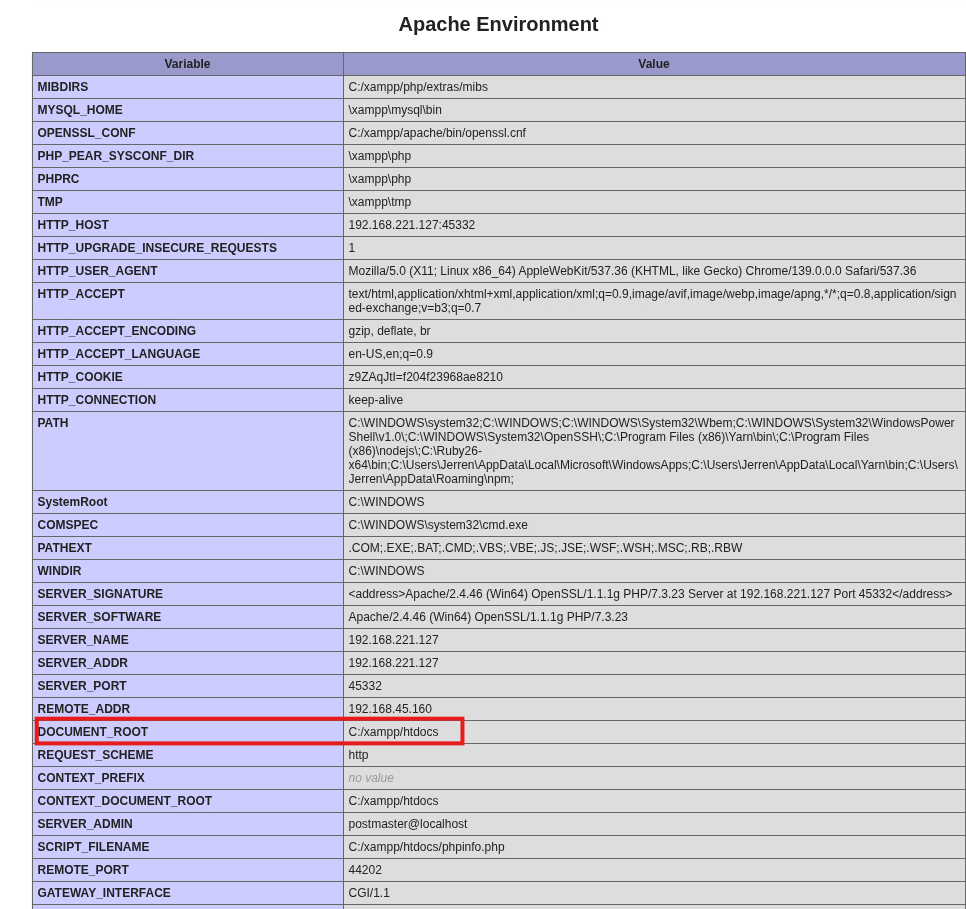 Apache Environment
Variable Value
MIBDIRS C:/xampp/php/extras/mibs
MYSQL_HOME \xampp\mysql\bin
OPENSSL_CONF C:/xampp/apache/bin/openssl.cnf
PHP_PEAR_SYSCONF_DIR \xampp\php
PHPRC \xampp\php
TMP \xampp\tmp
HTTP_HOST 192.168.221.127:45332
HTTP_UPGRADE_INSECURE_REQUESTS 1
HTTP_USER_AGENT Mozilla/5.0 (X11; Linux x86_64) AppleWebKit/537.36 (KHTML, like Gecko) Chrome/139.0.0.0 Safari/537.36
HTTP_ACCEPT text/html,application/xhtml+xml,application/xml;q=0.9,image/avif,image/webp,image/apng,*/*;q=0.8,application/sign
ed-exchange;v=b3;q=0.7
HTTP_ACCEPT_ENCODING gzip, deflate, br
HTTP_ACCEPT_LANGUAGE en-US,en;q=0.9
HTTP_COOKIE z9ZAqJtI=f204f23968ae8210
HTTP_CONNECTION keep-alive
PATH C:\WINDOWS\system32;C:\WINDOWS;C:\WINDOWS\System32\Wbem;C:\WINDOWS\System32\WindowsPower
Shell\v1.0\;C:\WINDOWS\System32\OpenSSH\;C:\Program Files (x86)\Yarn\bin\;C:\Program Files
(x86)\nodejs\;C:\Ruby26-
x64\bin;C:\Users\Jerren\AppData\Local\Microsoft\WindowsApps;C:\Users\Jerren\AppData\Local\Yarn\bin;C:\Users\
Jerren\AppData\Roaming\npm;
SystemRoot C:\WINDOWS
COMSPEC C:\WINDOWS\system32\cmd.exe
PATHEXT .COM;.EXE;.BAT;.CMD;.VBS;.VBE;.JS;.JSE;.WSF;.WSH;.MSC;.RB;.RBW
WINDIR C:\WINDOWS
SERVER_SIGNATURE <address>Apache/2.4.46 (Win64) OpenSSL/1.1.1g PHP/7.3.23 Server at 192.168.221.127 Port 45332</address>
SERVER_SOFTWARE Apache/2.4.46 (Win64) OpenSSL/1.1.1g PHP/7.3.23
SERVER_NAME 192.168.221.127
SERVER_ADDR 192.168.221.127
SERVER_PORT 45332
REMOTE_ADDR 192.168.45.160
DOCUMENT_ROOT C:/xampp/htdocs
REQUEST_SCHEME http
CONTEXT_PREFIX no value
CONTEXT_DOCUMENT_ROOT C:/xampp/htdocs
SERVER_ADMIN postmaster@localhost
SCRIPT_FILENAME C:/xampp/htdocs/phpinfo.php
REMOTE_PORT 44202
GATEWAY_INTERFACE CGI/1.1